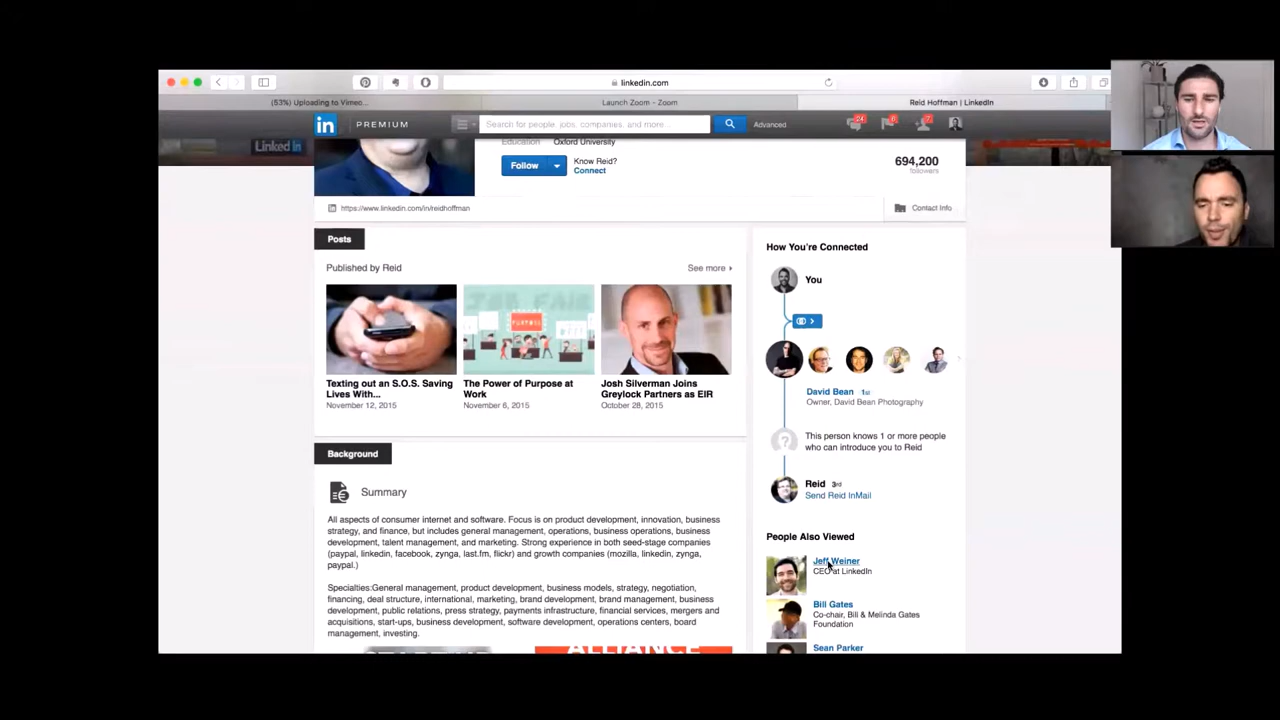 linkedin.com
(53%) Uploading to Vimeo...
Launch Zoom - Zoom
Reid Hoffman | LinkedIn
in
PREMIUM
Search for people, jobs, companies, and more...
Advanced
24
6
7
Linked in
Education
Oxford University
Follow
Know Reid?
Connect
694,200
followers
https://www.linkedin.com/in/reidhoffman
Contact Info
Posts
Published by Reid
See more
JOB FAIR
PURPOSE
Texting out an S.O.S. Saving
Lives With...
November 12, 2015
The Power of Purpose at
Work
November 6, 2015
Josh Silverman Joins
Greylock Partners as EIR
October 28, 2015
Background
Summary
All aspects of consumer internet and software. Focus is on product development, innovation, business
strategy, and finance, but includes general management, operations, business operations, business
development, talent management, and marketing. Strong experience in both seed-stage companies
(paypal, linkedin, facebook, zynga, last.fm, flickr) and growth companies (mozilla, linkedin, zynga,
paypal.)
Specialties:General management, product development, business models, strategy, negotiation,
financing, deal structure, international, marketing, brand development, brand management, business
development, public relations, press strategy, payments infrastructure, financial services, mergers and
acquisitions, start-ups, business development, software development, operations centers, board
management, investing.
ALLIANCE
How You're Connected
You
David Bean 1st
Owner, David Bean Photography
?
This person knows 1 or more people
who can introduce you to Reid
Reid 3rd
Send Reid InMail
People Also Viewed
Jeff Weiner
CEO at LinkedIn
Bill Gates
Co-chair, Bill & Melinda Gates
Foundation
Sean Parker